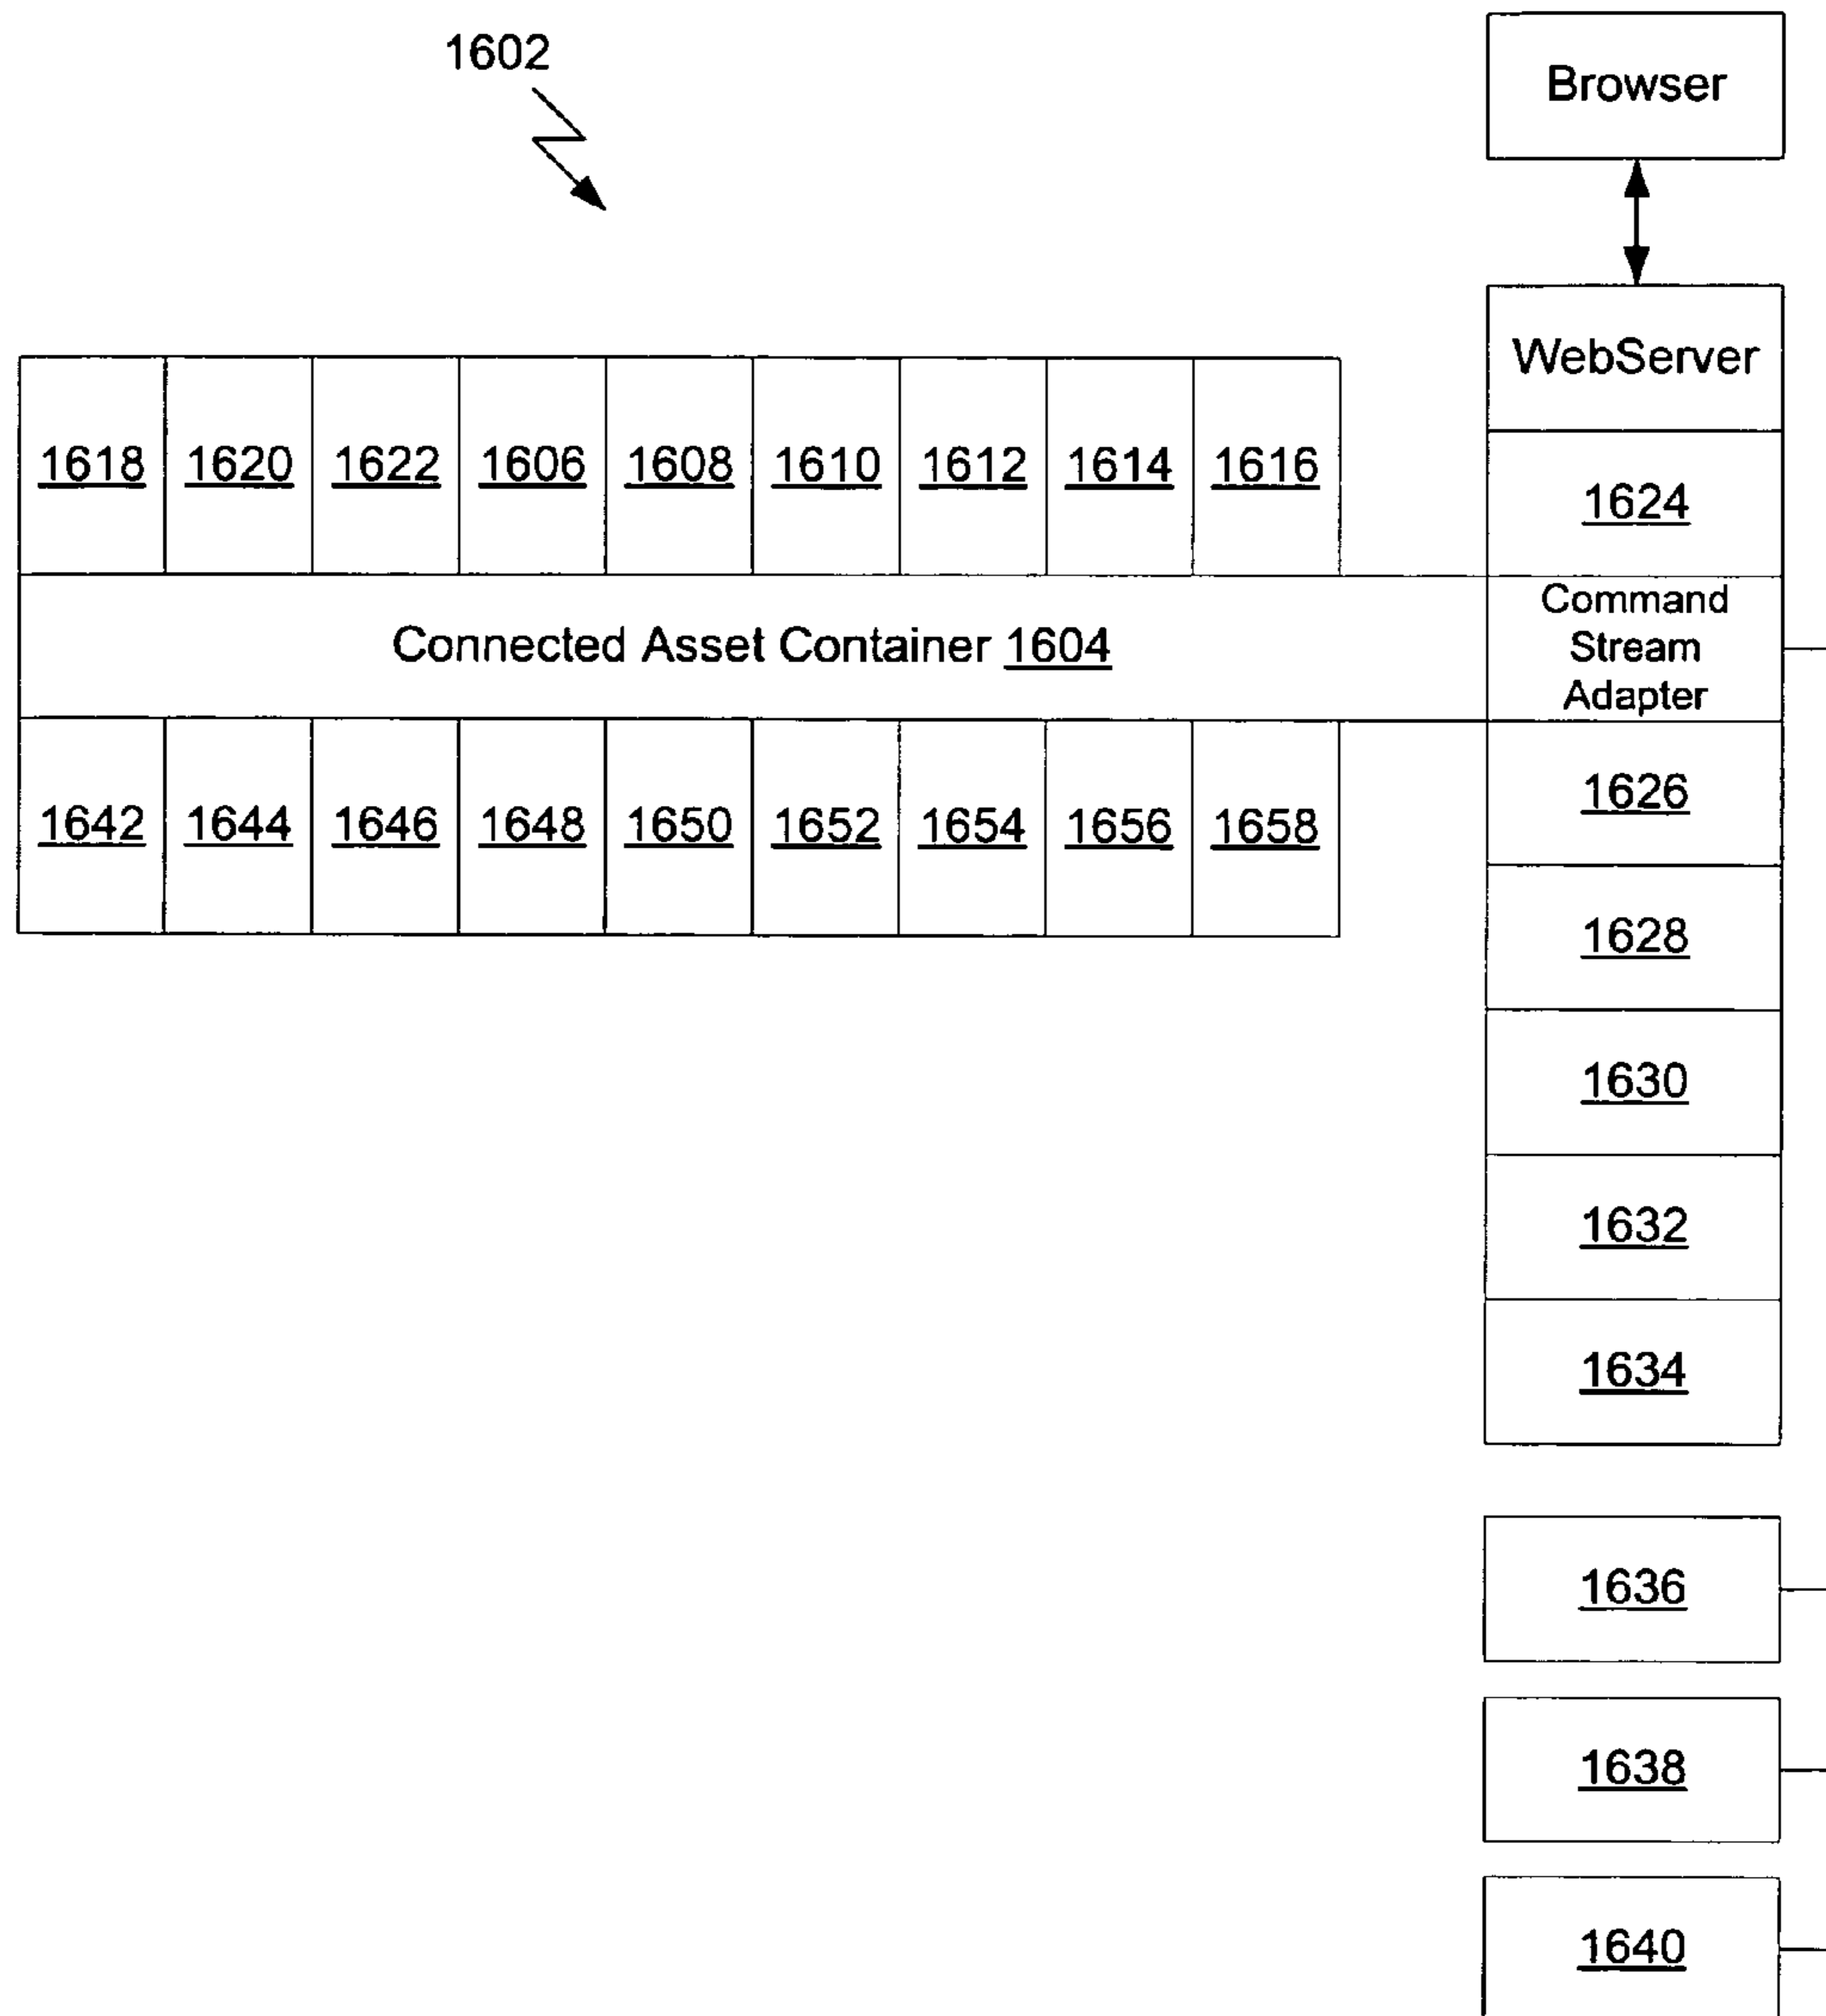 1602
Browser
WebServer
1618 1620 1622 1606 1608 1610 1612 1614 1616
1624
Connected Asset Container 1604
Command
Stream
Adapter
1642 1644 1646 1648 1650 1652 1654 1656 1658
1626
1628
1630
1632
1634
1636
1638
1640